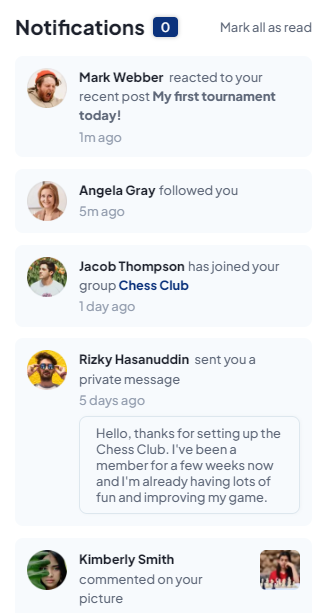 Notifications 0 Mark all as read
Mark Webber reacted to your
recent post My first tournament
today!
1m ago
Angela Gray followed you
5m ago
Jacob Thompson has joined your
group Chess Club
1 day ago
Rizky Hasanuddin sent you a
private message
5 days ago
Hello, thanks for setting up the
Chess Club. I've been a
member for a few weeks now
and I'm already having lots of
fun and improving my game.
Kimberly Smith
commented on your
picture